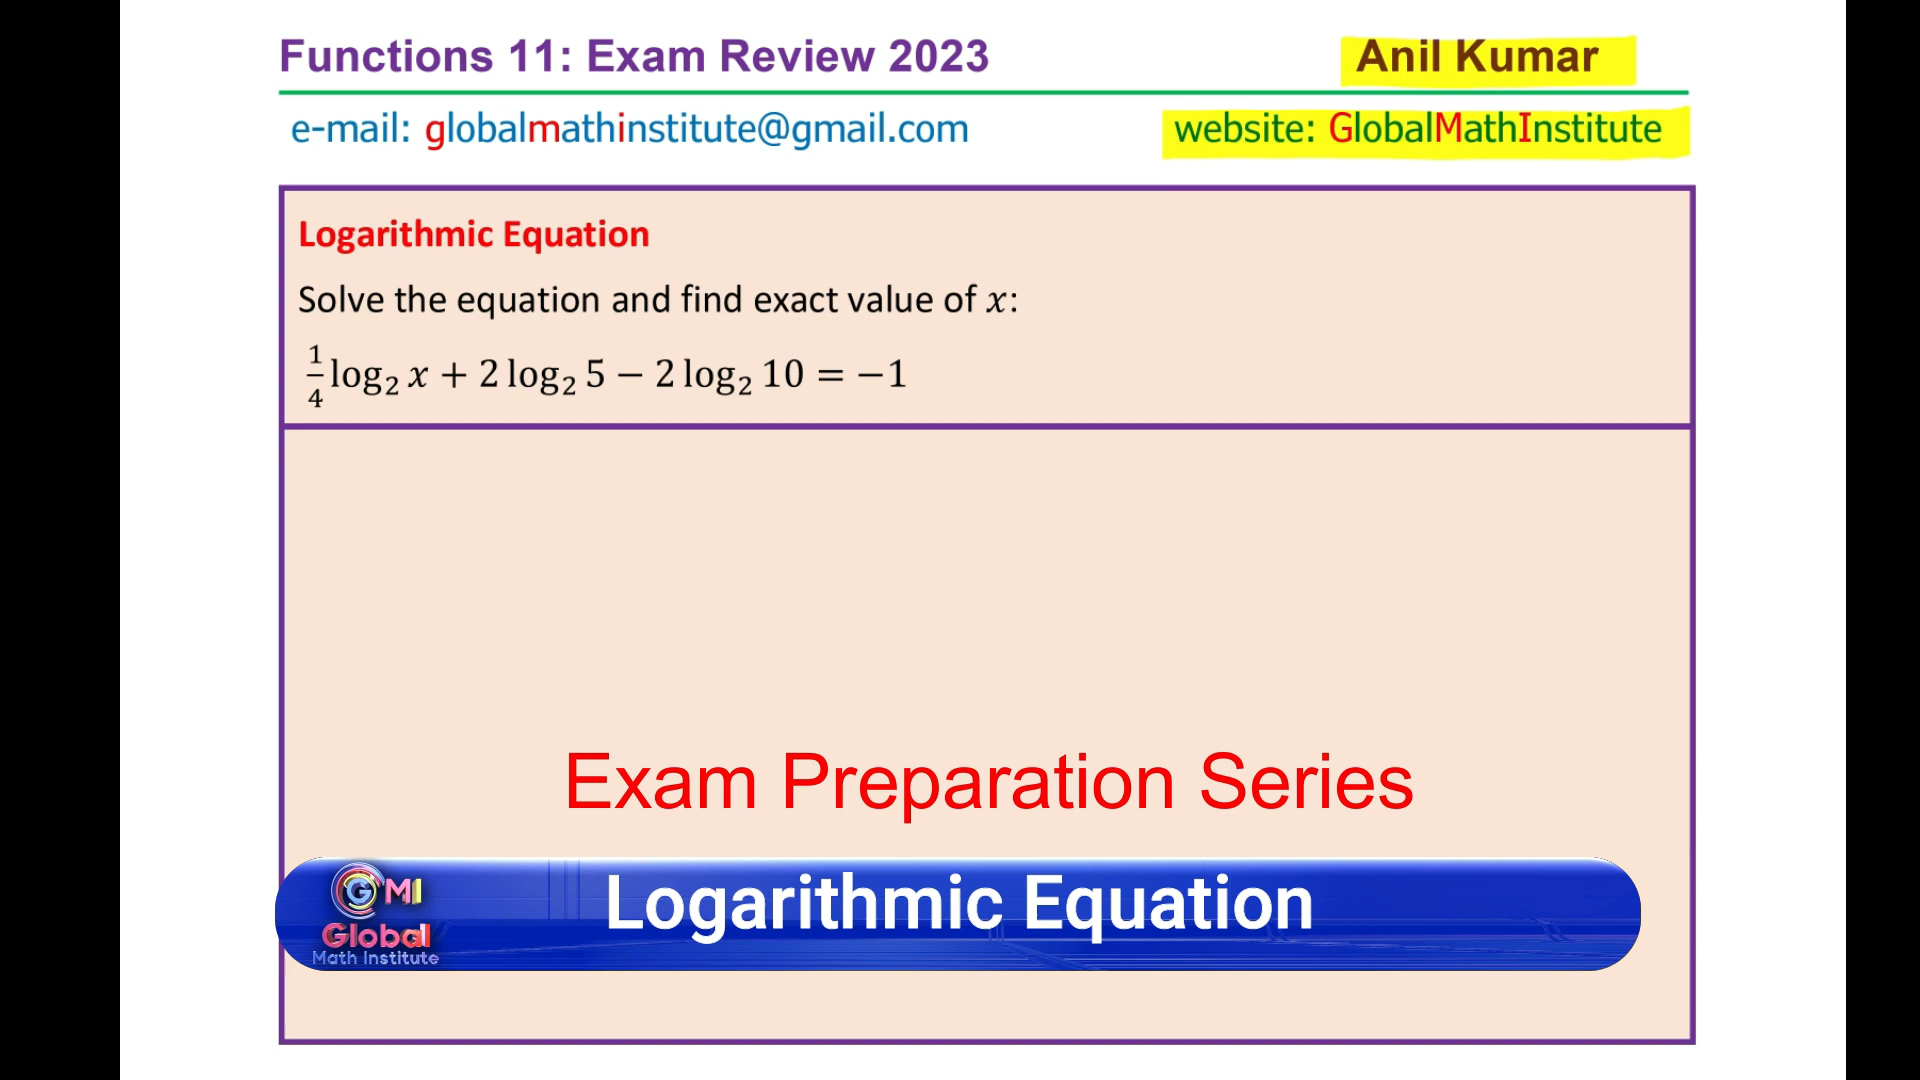 Functions 11: Exam Review 2023 Anil Kumar
e-mail: globalmathinstitute@gmail.com website: GlobalMathInstitute
Logarithmic Equation
Solve the equation and find exact value of x:
1/4 log₂ x + 2 log₂ 5 − 2 log₂ 10 = −1
Exam Preparation Series
GMI
Global
Math Institute
Logarithmic Equation